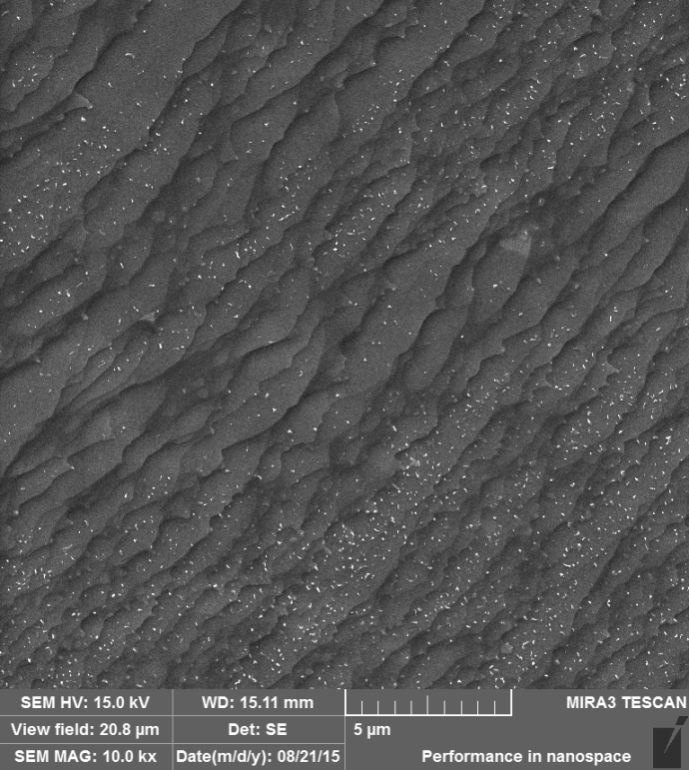 SEM HV: 15.0 kV WD: 15.11 mm MIRA3 TESCAN
View field: 20.8 µm Det: SE 5 µm
SEM MAG: 10.0 kx Date(m/d/y): 08/21/15 Performance in nanospace